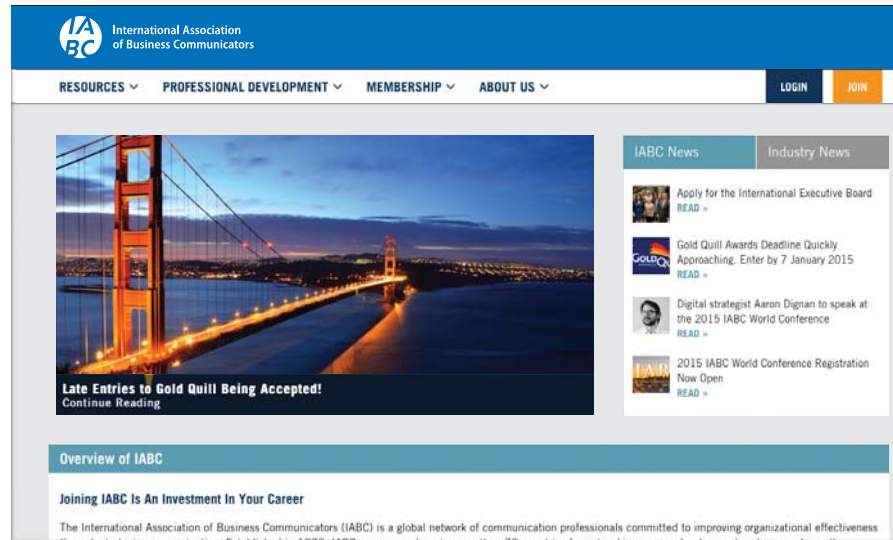 IA
BC
International Association
of Business Communicators
RESOURCES
PROFESSIONAL DEVELOPMENT
MEMBERSHIP
ABOUT US
LOGIN
JOIN
Late Entries to Gold Quill Being Accepted!
Continue Reading
IABC News
Industry News
Apply for the International Executive Board
READ »
GOLDQU
Gold Quill Awards Deadline Quickly
Approaching. Enter by 7 January 2015
READ »
Digital strategist Aaron Dignan to speak at
the 2015 IABC World Conference
READ »
IAB
2015 IABC World Conference Registration
Now Open
READ »
Overview of IABC
Joining IABC Is An Investment In Your Career
The International Association of Business Communicators (IABC) is a global network of communication professionals committed to improving organizational effectiveness